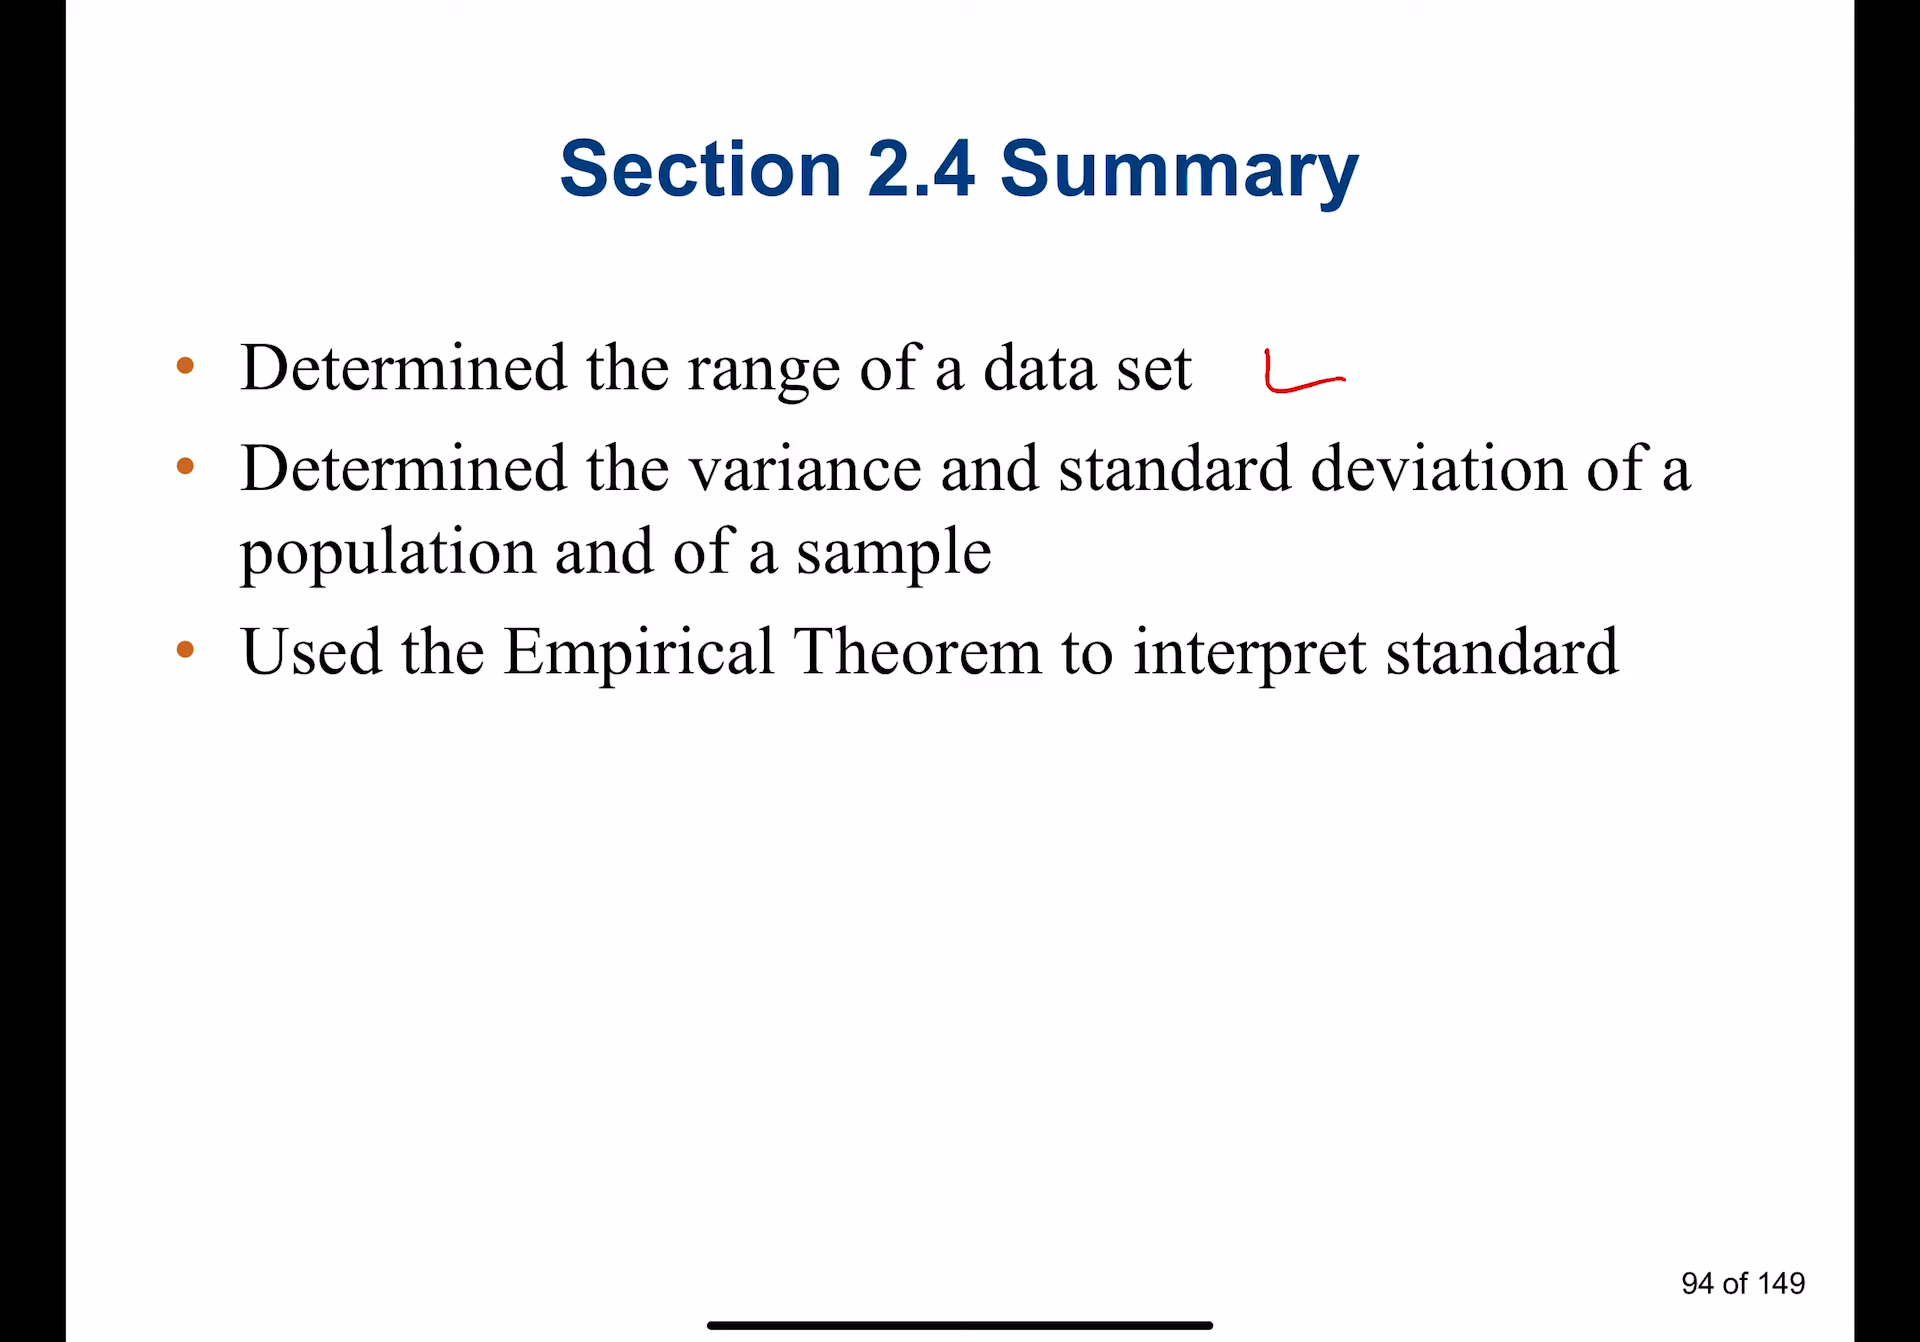 Section 2.4 Summary
• Determined the range of a data set
• Determined the variance and standard deviation of a
population and of a sample
• Used the Empirical Theorem to interpret standard
94 of 149